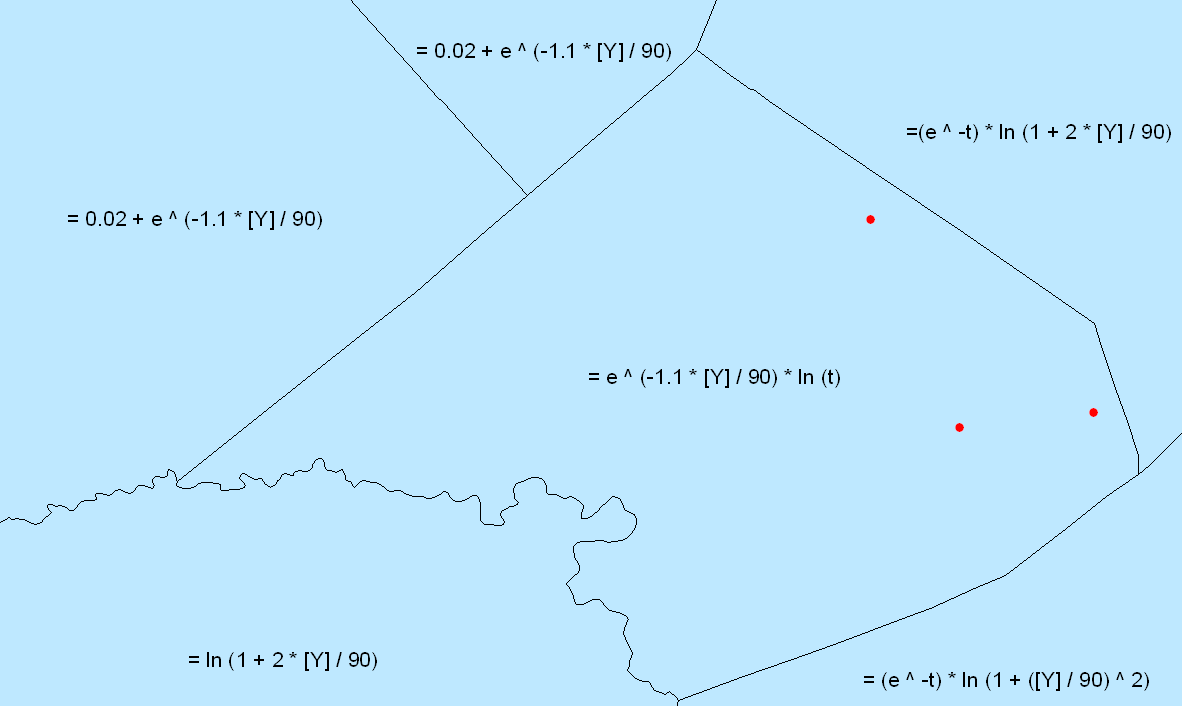 = 0.02 + e ^ (-1.1 * [Y] / 90)
=(e ^ -t) * ln (1 + 2 * [Y] / 90)
= 0.02 + e ^ (-1.1 * [Y] / 90)
= e ^ (-1.1 * [Y] / 90) * ln (t)
= ln (1 + 2 * [Y] / 90)
= (e ^ -t) * ln (1 + ([Y] / 90) ^ 2)